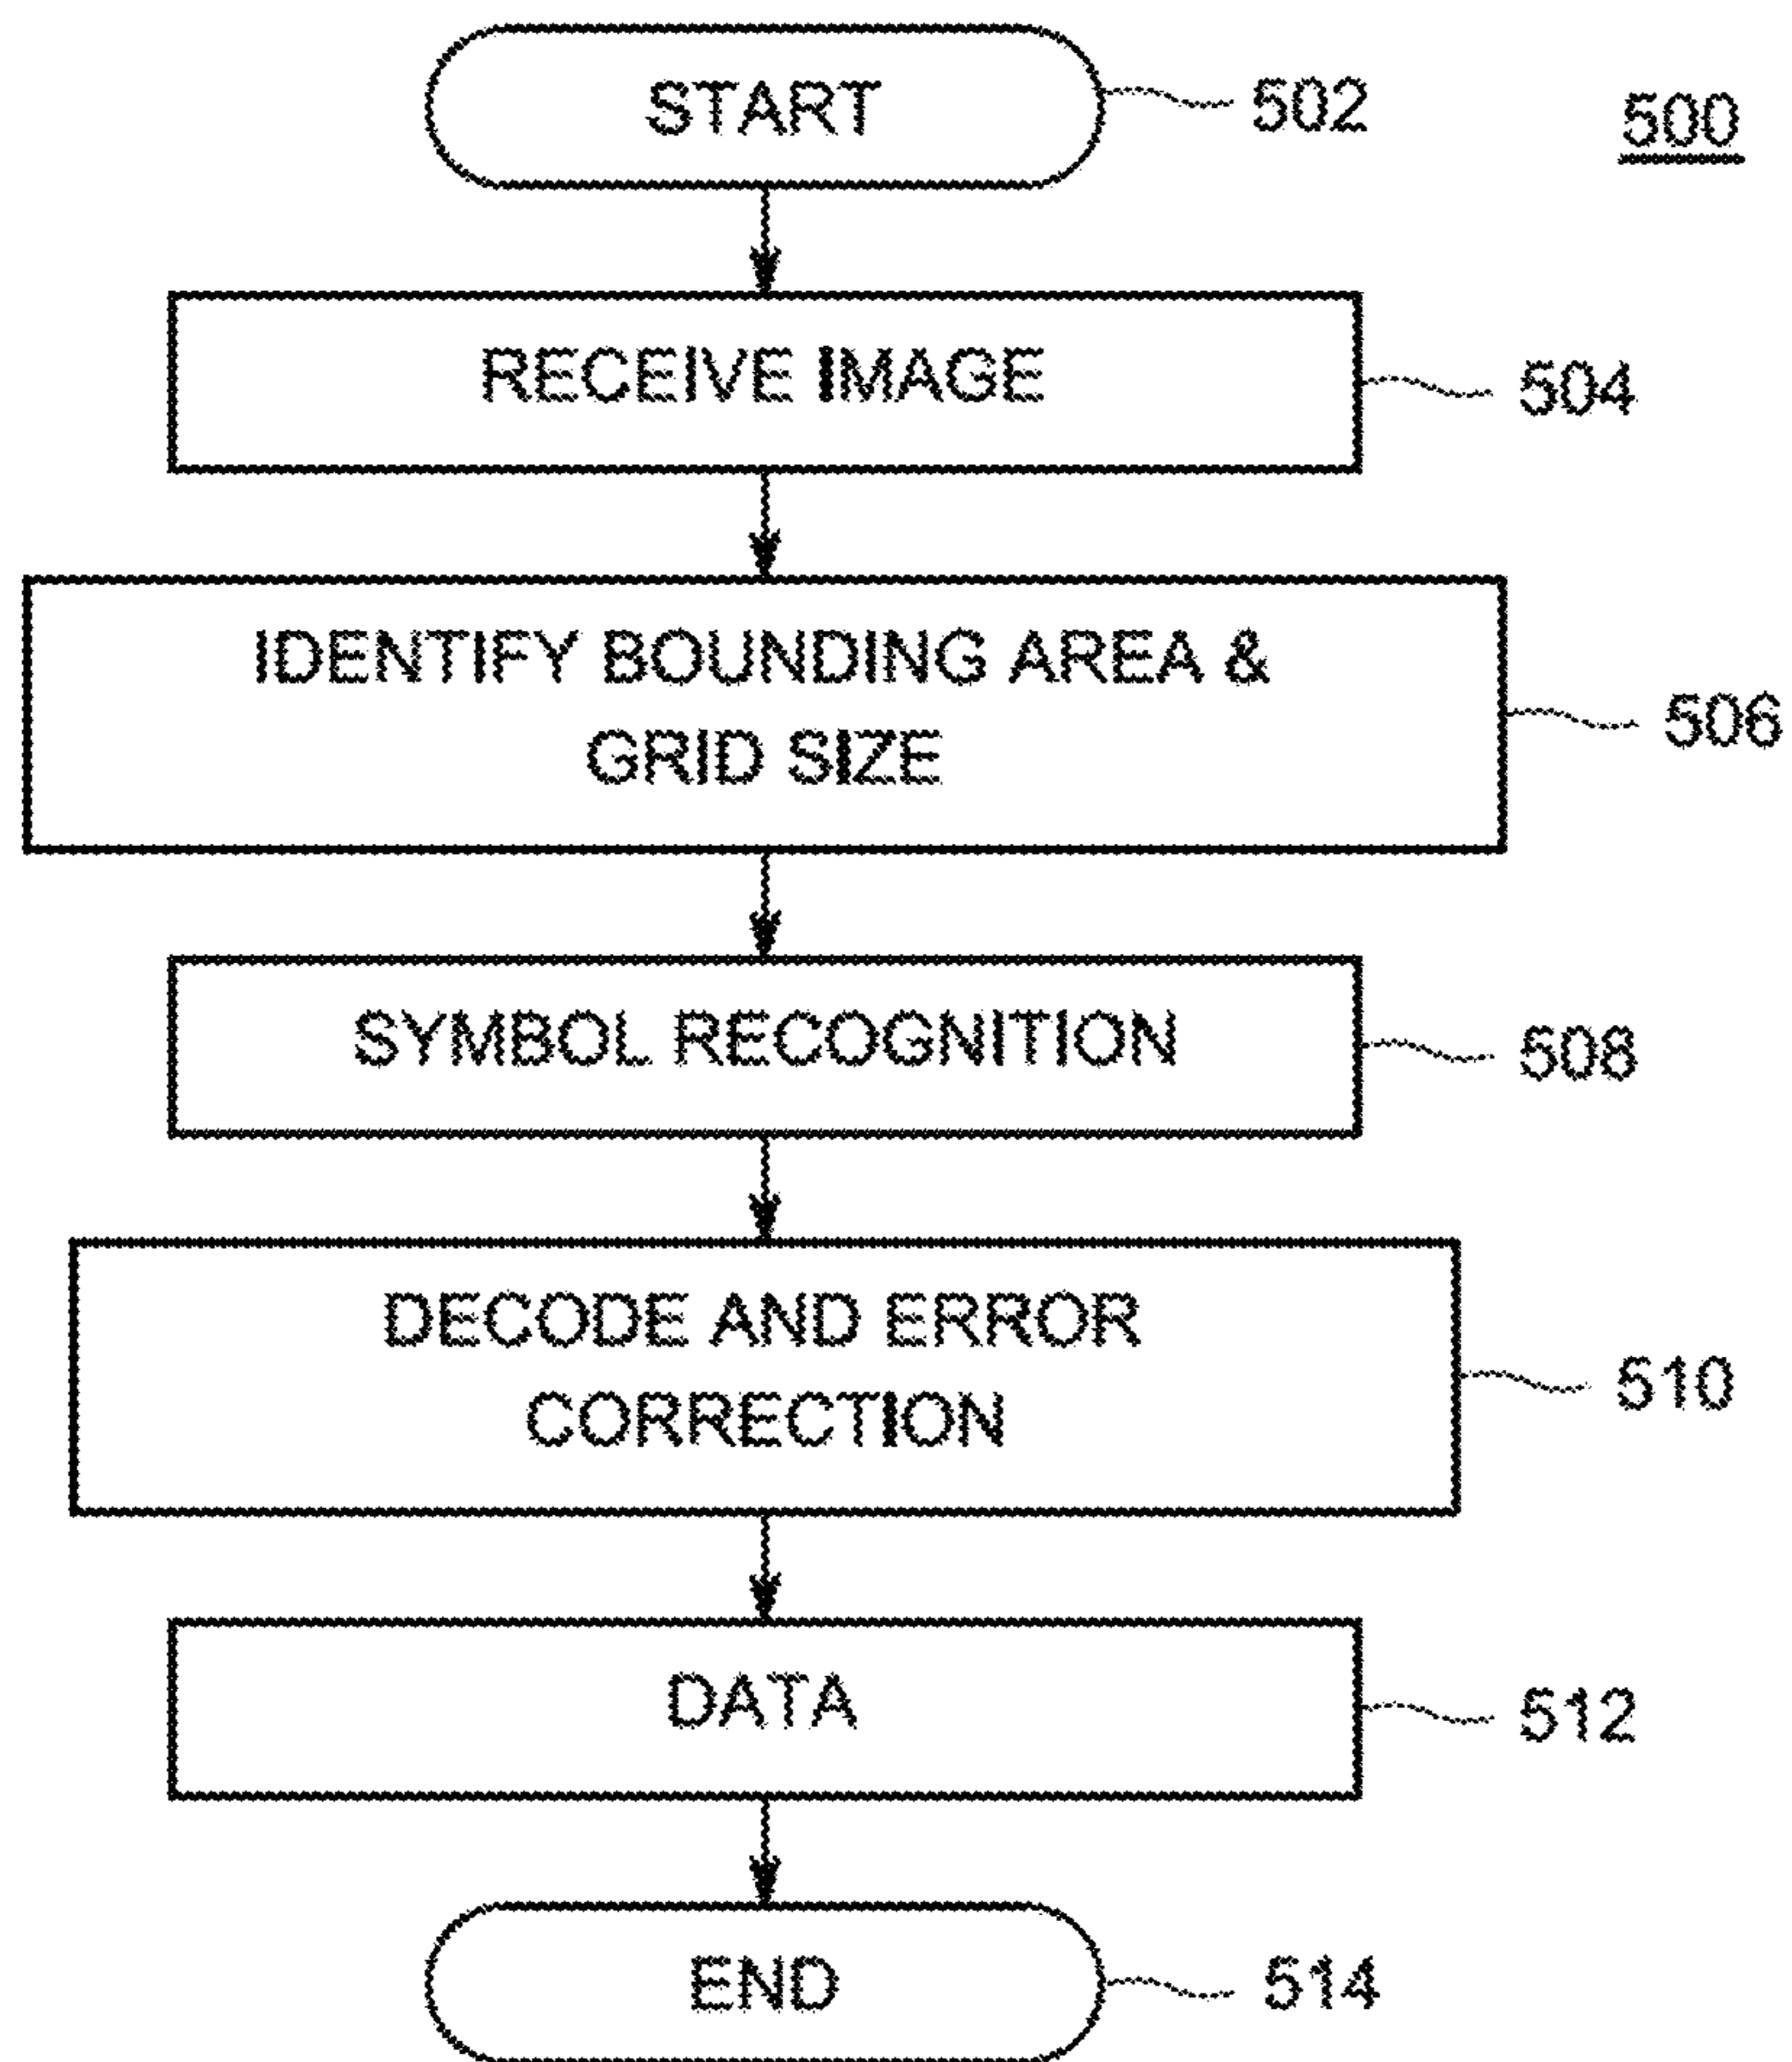 START
502
500
RECEIVE IMAGE
504
IDENTIFY BOUNDING AREA &
GRID SIZE
506
SYMBOL RECOGNITION
508
DECODE AND ERROR
CORRECTION
510
DATA
512
END
514